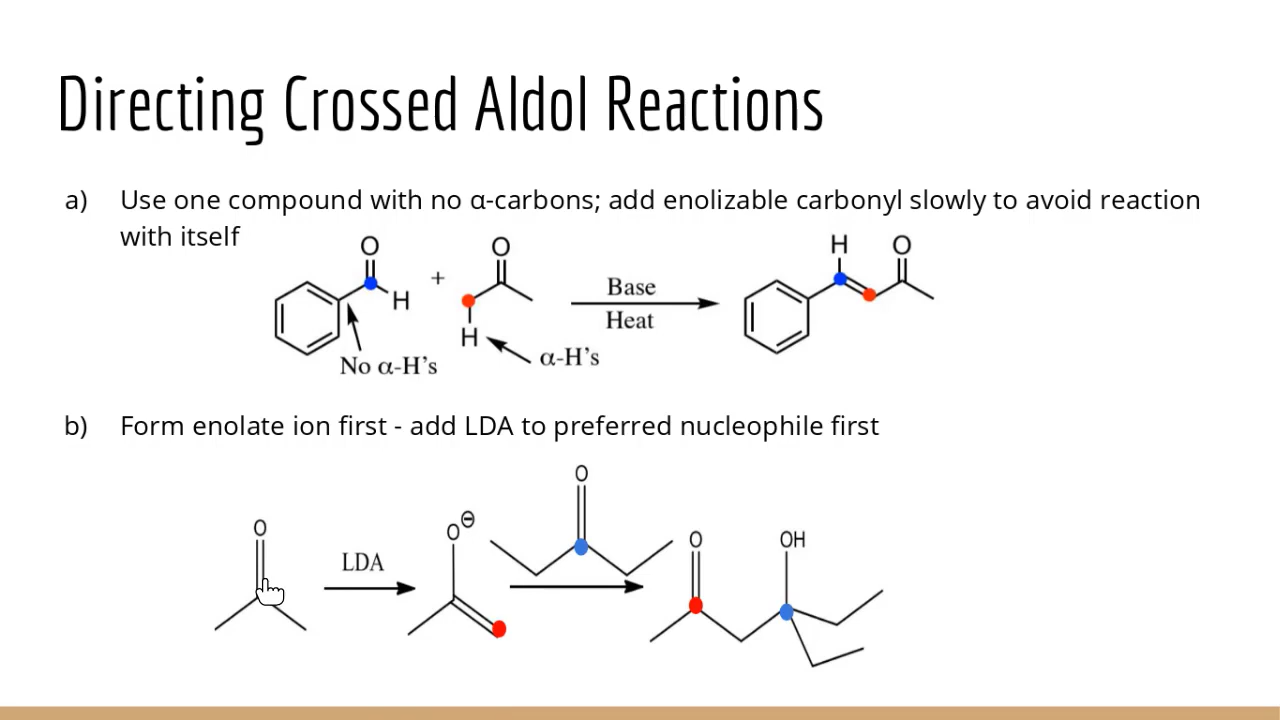 Directing Crossed Aldol Reactions
a) Use one compound with no α-carbons; add enolizable carbonyl slowly to avoid reaction
with itself
O
O
H
O
+
H
Base
Heat
H
No α-H's
α-H's
b) Form enolate ion first - add LDA to preferred nucleophile first
O
O
O⊖
LDA
O
OH